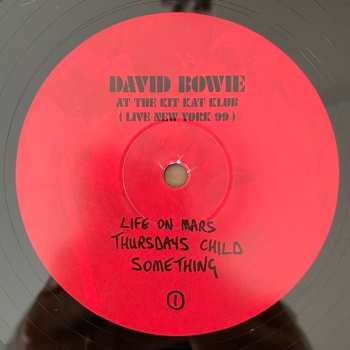 DAVID BOWIE
AT THE KIT KAT KLUB
( LIVE NEW YORK 99 )
LIFE ON MARS
THURSDAYS CHILD
SOMETHING
1